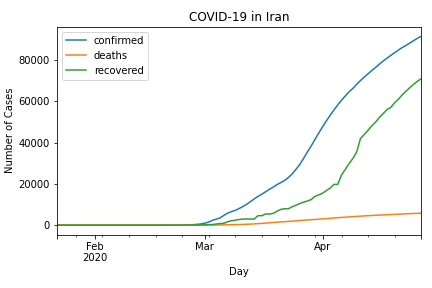 COVID-19 in Iran
confirmed
deaths
recovered
Number of Cases
80000
60000
40000
20000
0
Feb
2020
Mar
Apr
Day